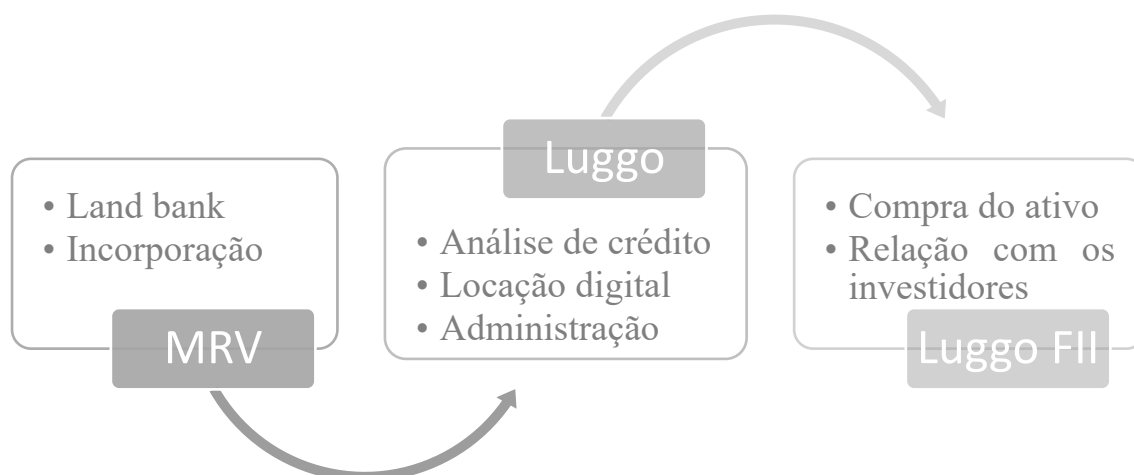 • Land bank
• Incorporação
MRV
Luggo
• Análise de crédito
• Locação digital
• Administração
• Compra do ativo
• Relação com os
investidores
Luggo FII